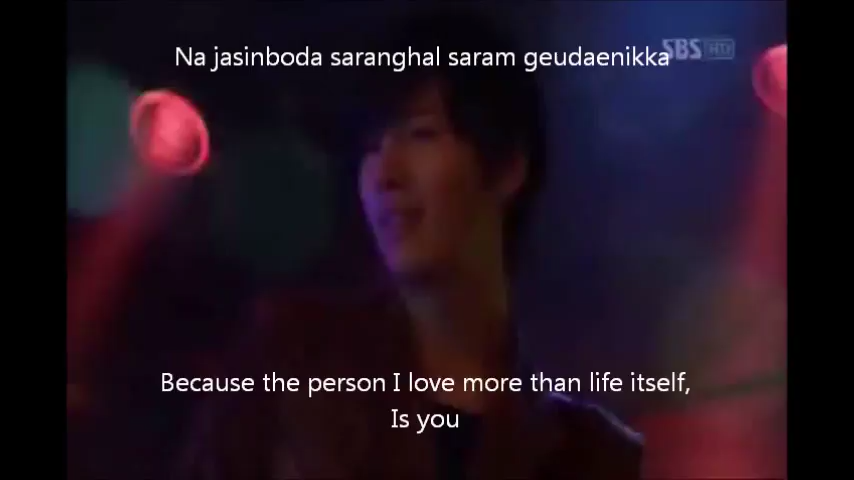 Na jasinboda saranghal saram geudaenikka
SBS HD
Because the person I love more than life itself,
Is you